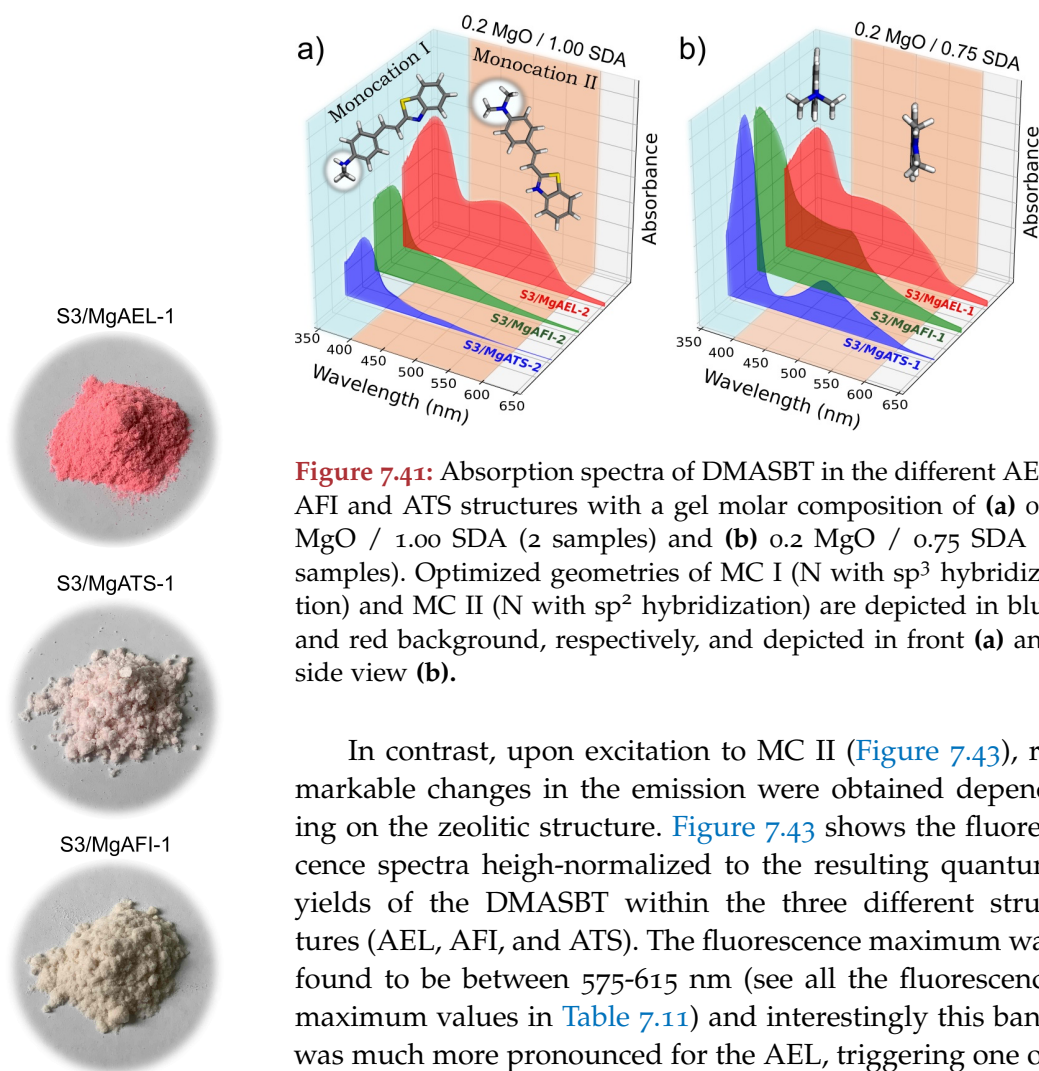 S3/MgAEL-1
S3/MgATS-1
S3/MgAFI-1
a)
0.2 MgO / 1.00 SDA
Monocation I
Monocation II
Absorbance
S3/MgAEL-2
S3/MgAFI-2
S3/MgATS-2
350
400
450
500
550
600
650
Wavelength (nm)
b)
0.2 MgO / 0.75 SDA
Absorbance
S3/MgAEL-1
S3/MgAFI-1
S3/MgATS-1
350
400
450
500
550
600
650
Wavelength (nm)
Figure 7.41: Absorption spectra of DMASBT in the different AE
AFI and ATS structures with a gel molar composition of (a) 0
MgO / 1.00 SDA (2 samples) and (b) 0.2 MgO / 0.75 SDA
samples). Optimized geometries of MC I (N with sp³ hybridiz
tion) and MC II (N with sp² hybridization) are depicted in blu
and red background, respectively, and depicted in front (a) an
side view (b).
In contrast, upon excitation to MC II (Figure 7.43), r
markable changes in the emission were obtained depen
ing on the zeolitic structure. Figure 7.43 shows the fluore
cence spectra heigh-normalized to the resulting quantu
yields of the DMASBT within the three different stru
tures (AEL, AFI, and ATS). The fluorescence maximum wa
found to be between 575-615 nm (see all the fluorescenc
maximum values in Table 7.11) and interestingly this ban
was much more pronounced for the AEL, triggering one o